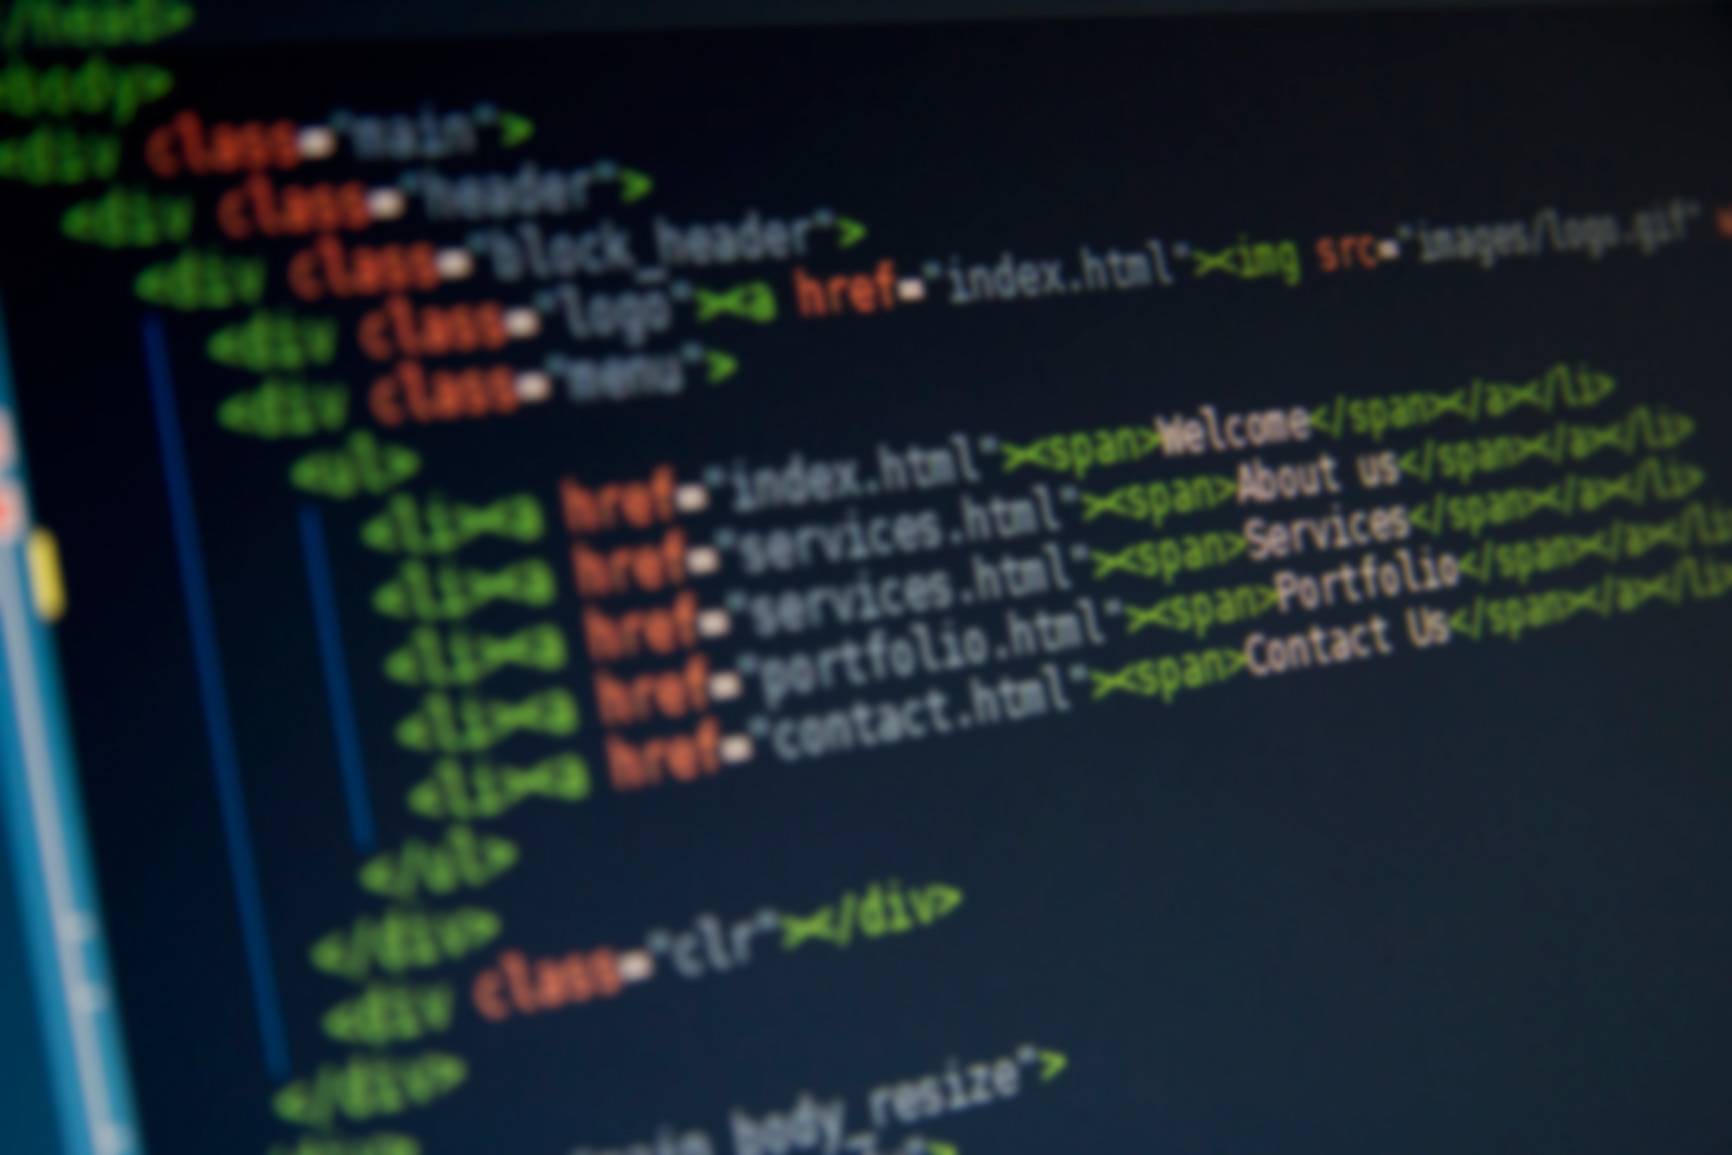 /head>
body>
<div class="main">
<div class="header">
<div class="block_header">
<div class="logo"><a href="index.html"><img src="images/logo.gif"
<div class="menu">
<ul>
<li><a href="index.html"><span>Welcome</span></a></li>
<li><a href="services.html"><span>About us</span></a></li>
<li><a href="services.html"><span>Services</span></a></li>
<li><a href="portfolio.html"><span>Portfolio</span></a></li
<li><a href="contact.html"><span>Contact Us</span></a></li>
</ul>
</div>
<div class="clr"></div>
</div>
body_resize">